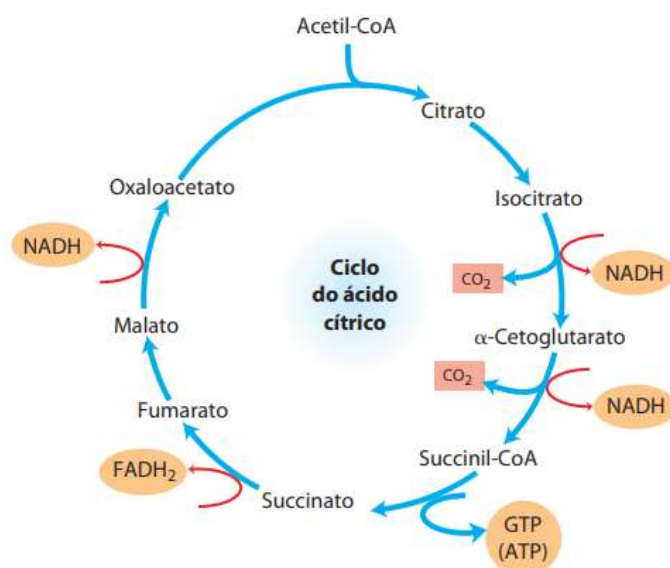 Acetil-CoA
Citrato
Isocitrato
CO₂
NADH
α-Cetoglutarato
CO₂
NADH
Succinil-CoA
GTP
(ATP)
Succinato
FADH₂
Fumarato
Malato
NADH
Oxaloacetato
Ciclo
do ácido
cítrico